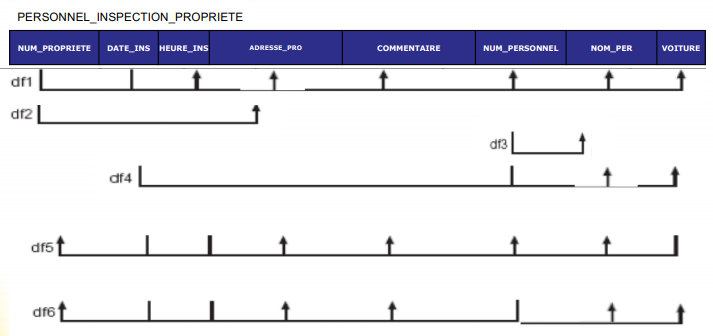 PERSONNEL_INSPECTION_PROPRIETE
NUM_PROPRIETE DATE_INS HEURE_INS ADRESSE_PRO COMMENTAIRE NUM_PERSONNEL NOM_PER VOITURE
df1
df2
df3
df4
df5
df6